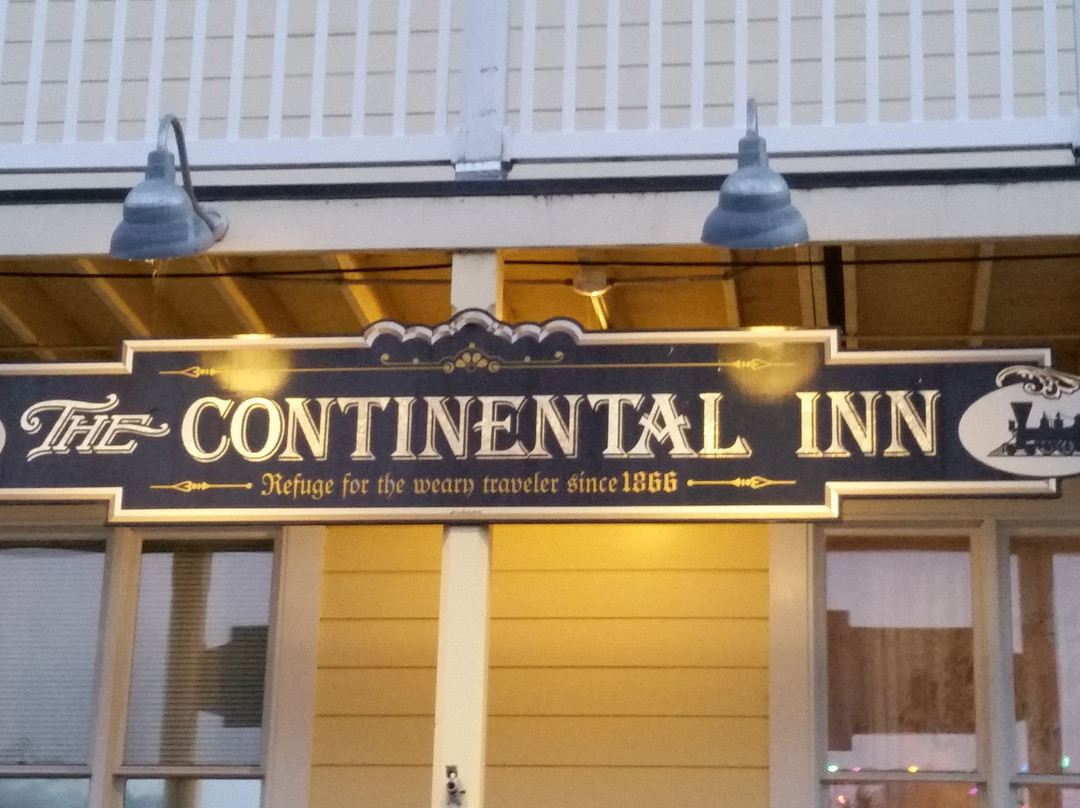 The CONTINENTAL INN
Refuge for the weary traveler since 1866